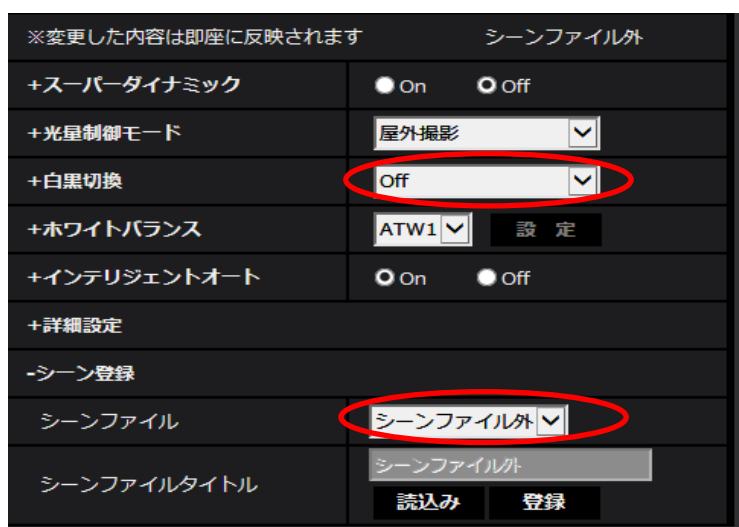 ※変更した内容は即座に反映されます シーンファイル外
+スーパーダイナミック On Off
+光量制御モード 屋外撮影
+白黒切換 Off
+ホワイトバランス ATW1 設 定
+インテリジェントオート On Off
+詳細設定
-シーン登録
シーンファイル シーンファイル外
シーンファイルタイトル シーンファイル外
読込み 登録